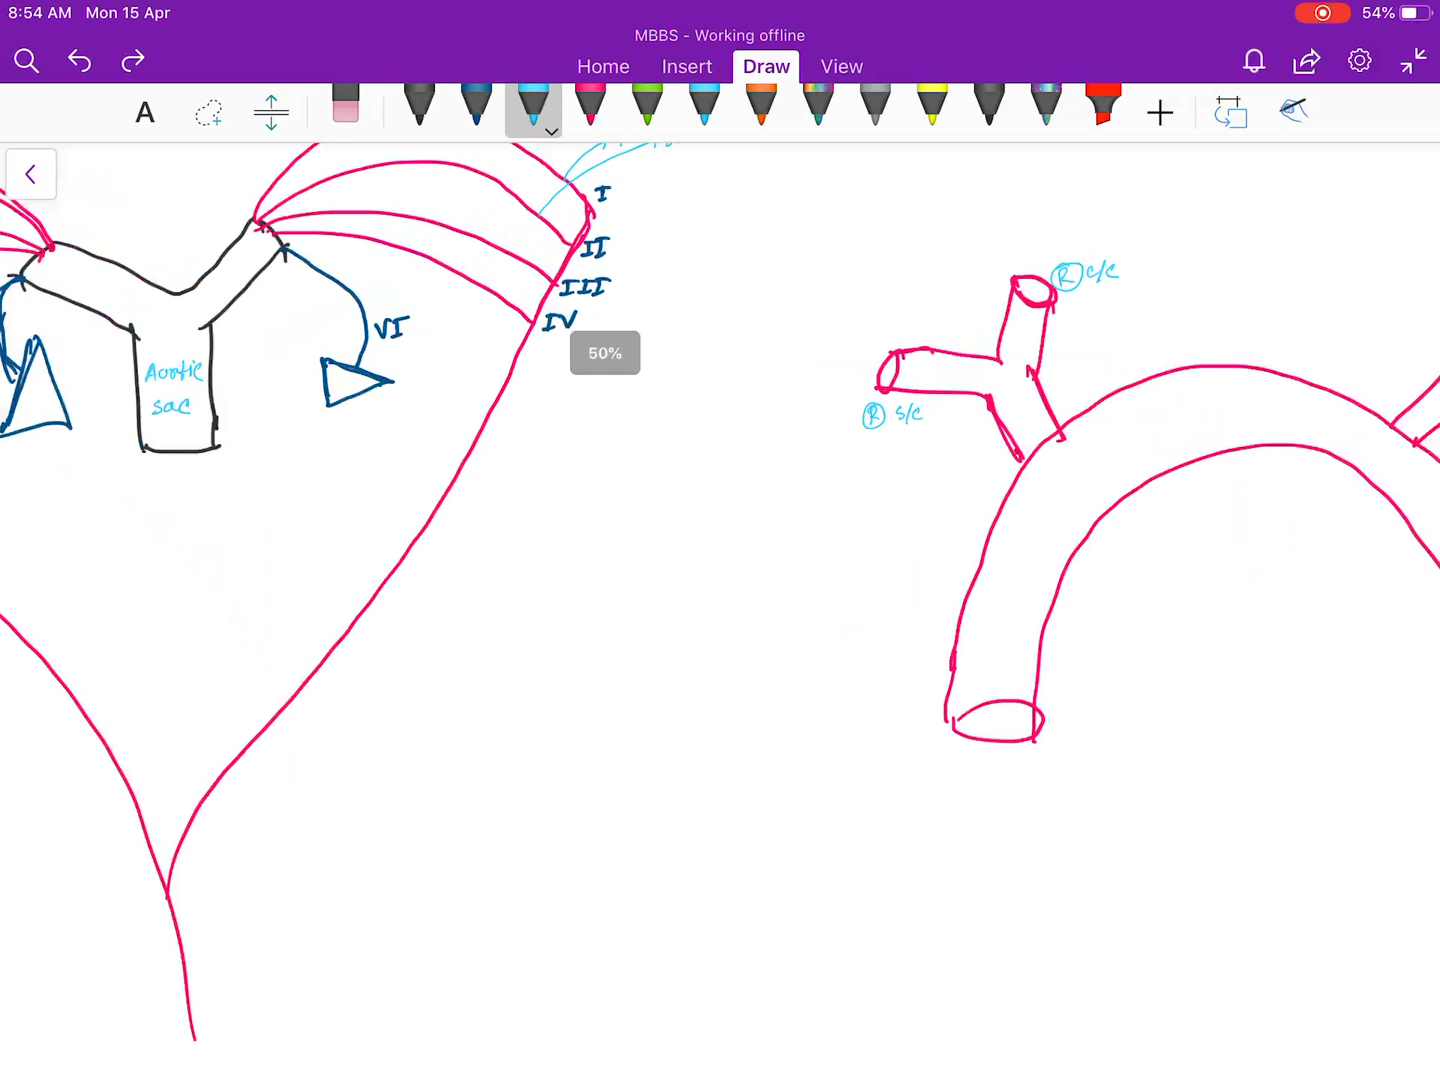 8:54 AM Mon 15 Apr
54%
MBBS - Working offline
Home Insert Draw View
A
I
II
III
IV
50%
VI
Aortic
sac
R c/c
R s/c